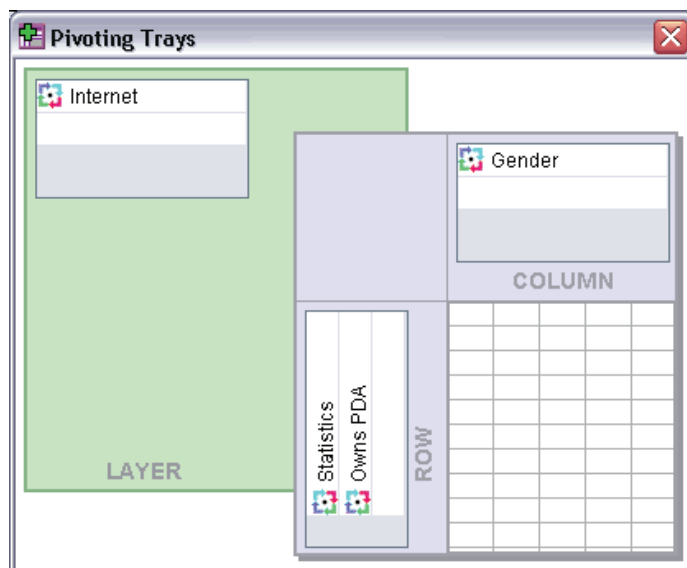 Pivoting Trays
Internet
Gender
COLUMN
Statistics
Owns PDA
ROW
LAYER